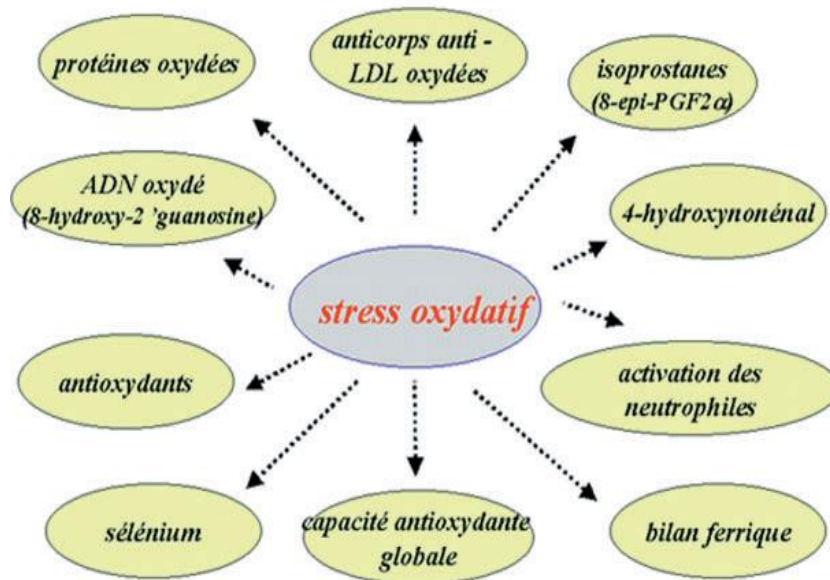 protéines oxydées
anticorps anti -
LDL oxydées
isoprostanes
(8-epi-PGF2α)
ADN oxydé
(8-hydroxy-2 ’guanosine)
4-hydroxynonénal
stress oxydatif
antioxydants
activation des
neutrophiles
sélénium
capacité antioxydante
globale
bilan ferrique